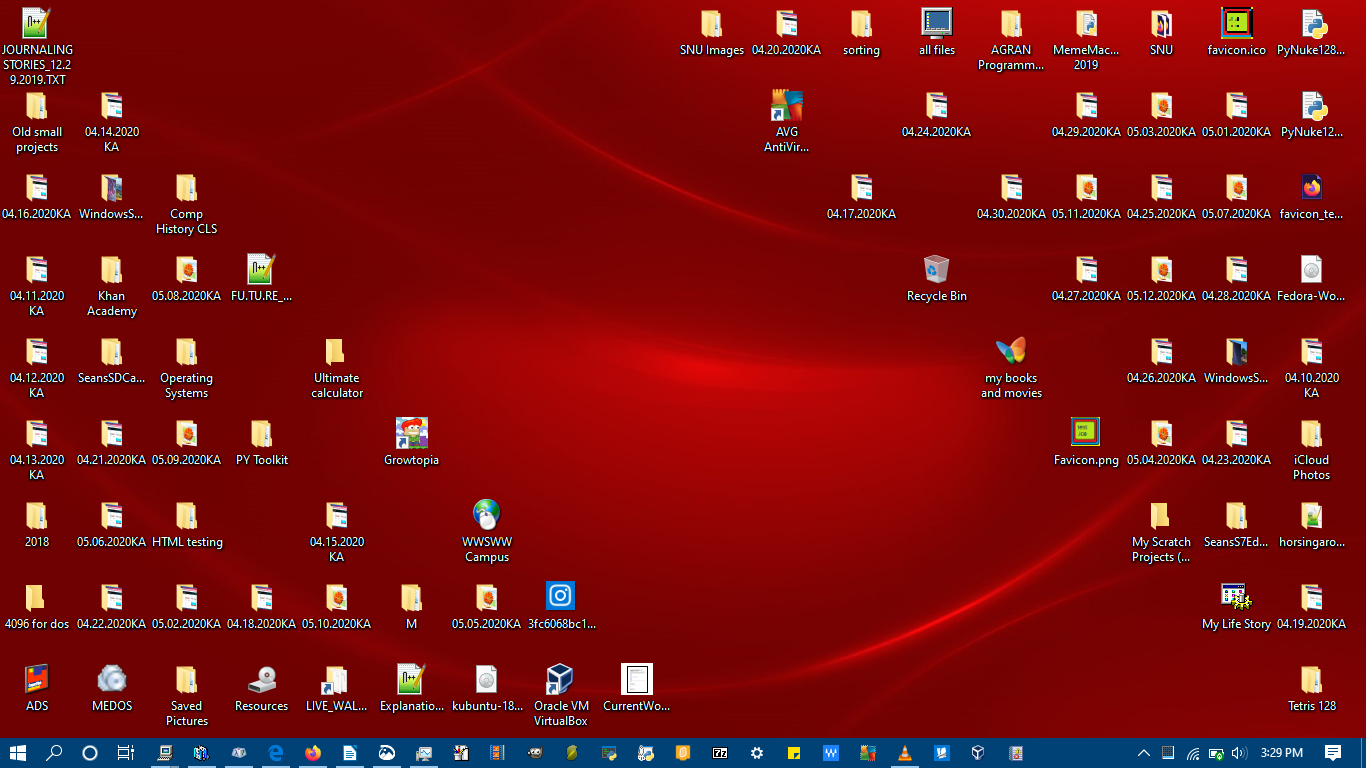 JOURNALING
STORIES_12.2
9.2019.TXT
SNU Images
04.20.2020KA
sorting
all files
AGRAN
Programm...
MemeMac...
2019
SNU
favicon.ico
PyNuke128...
Old small
projects
04.14.2020
KA
AVG
AntiVir...
04.24.2020KA
04.29.2020KA
05.03.2020KA
05.01.2020KA
PyNuke12...
04.16.2020KA
WindowsS...
Comp
History CLS
04.17.2020KA
04.30.2020KA
05.11.2020KA
04.25.2020KA
05.07.2020KA
favicon_te...
04.11.2020
KA
Khan
Academy
05.08.2020KA
FU.TU.RE_...
Recycle Bin
04.27.2020KA
05.12.2020KA
04.28.2020KA
Fedora-Wo...
04.12.2020
KA
SeansSDCa...
Operating
Systems
Ultimate
calculator
my books
and movies
04.26.2020KA
WindowsS...
04.10.2020
KA
04.13.2020
KA
04.21.2020KA
05.09.2020KA
PY Toolkit
Growtopia
Favicon.png
05.04.2020KA
04.23.2020KA
iCloud
Photos
2018
05.06.2020KA
HTML testing
04.15.2020
KA
WWSWW
Campus
My Scratch
Projects (...
SeansS7Ed...
horsingaro...
4096 for dos
04.22.2020KA
05.02.2020KA
04.18.2020KA
05.10.2020KA
M
05.05.2020KA
3fc6068bc1...
My Life Story
04.19.2020KA
ADS
MEDOS
Saved
Pictures
Resources
LIVE_WAL...
Explanatio...
kubuntu-18...
Oracle VM
VirtualBox
CurrentWo...
Tetris 128
3:29 PM